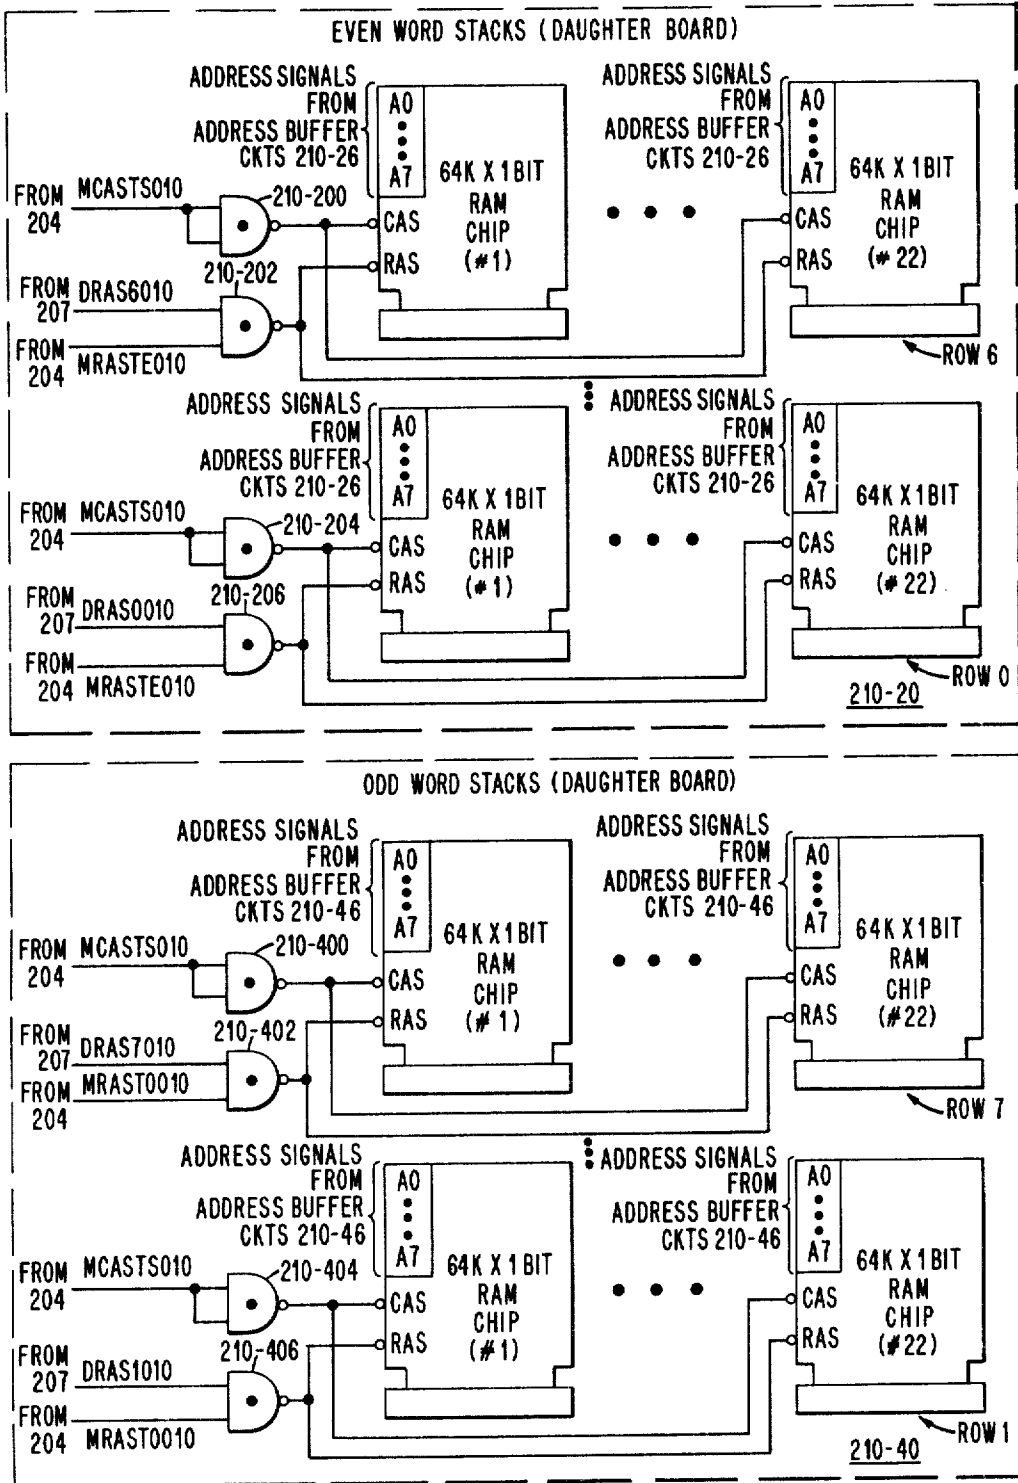 EVEN WORD STACKS (DAUGHTER BOARD)
ADDRESS SIGNALS
FROM
ADDRESS BUFFER
CKTS 210-26
A0
A7
64K X 1 BIT
RAM
CHIP
(#1)
CAS
RAS
ADDRESS SIGNALS
FROM
ADDRESS BUFFER
CKTS 210-26
A0
A7
64K X 1 BIT
RAM
CHIP
(#22)
CAS
RAS
FROM
204
MCASTS010
210-200
210-202
FROM
207
DRAS6010
FROM
204
MRASTE010
ROW 6
ADDRESS SIGNALS
FROM
ADDRESS BUFFER
CKTS 210-26
A0
A7
64K X 1 BIT
RAM
CHIP
(#1)
CAS
RAS
ADDRESS SIGNALS
FROM
ADDRESS BUFFER
CKTS 210-26
A0
A7
64K X 1 BIT
RAM
CHIP
(#22)
CAS
RAS
FROM
204
MCASTS010
210-204
210-206
FROM
207
DRAS0010
FROM
204
MRASTE010
ROW 0
210-20
ODD WORD STACKS (DAUGHTER BOARD)
ADDRESS SIGNALS
FROM
ADDRESS BUFFER
CKTS 210-46
A0
A7
64K X 1 BIT
RAM
CHIP
(#1)
CAS
RAS
ADDRESS SIGNALS
FROM
ADDRESS BUFFER
CKTS 210-46
A0
A7
64K X 1 BIT
RAM
CHIP
(#22)
CAS
RAS
FROM
204
MCASTS010
210-400
210-402
FROM
207
DRAS7010
FROM
204
MRASTO010
ROW 7
ADDRESS SIGNALS
FROM
ADDRESS BUFFER
CKTS 210-46
A0
A7
64K X 1 BIT
RAM
CHIP
(#1)
CAS
RAS
ADDRESS SIGNALS
FROM
ADDRESS BUFFER
CKTS 210-46
A0
A7
64K X 1 BIT
RAM
CHIP
(#22)
CAS
RAS
FROM
204
MCASTS010
210-404
210-406
FROM
207
DRAS1010
FROM
204
MRASTO010
ROW 1
210-40